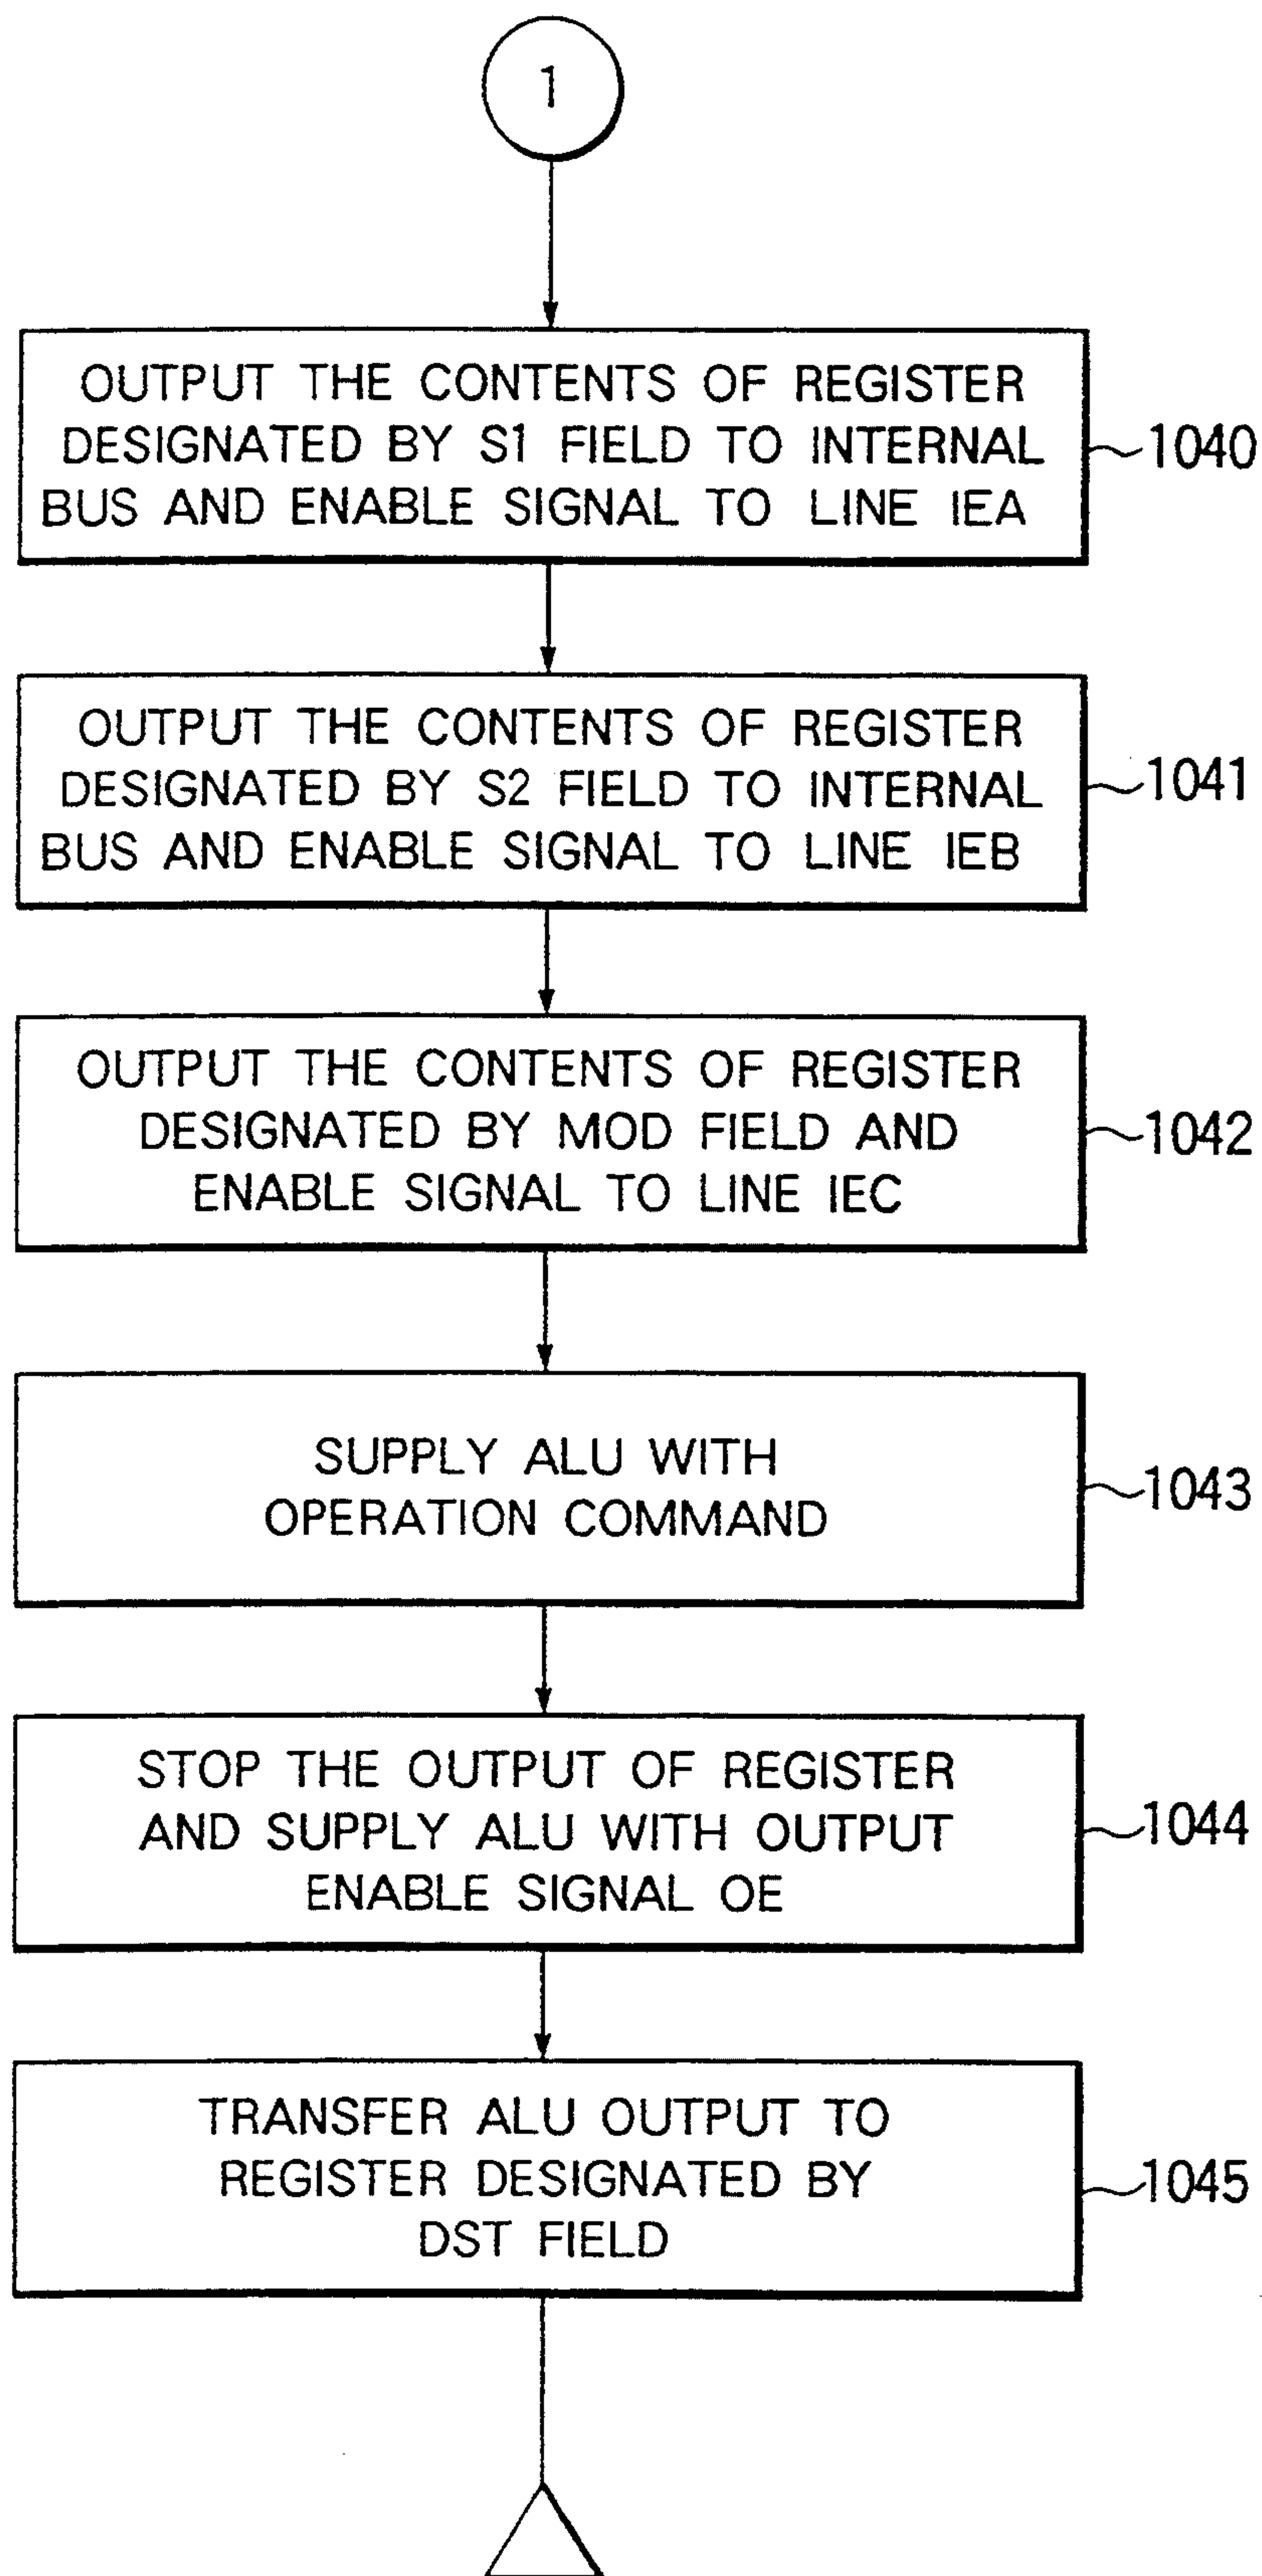 1
OUTPUT THE CONTENTS OF REGISTER
DESIGNATED BY S1 FIELD TO INTERNAL
BUS AND ENABLE SIGNAL TO LINE IEA
1040
OUTPUT THE CONTENTS OF REGISTER
DESIGNATED BY S2 FIELD TO INTERNAL
BUS AND ENABLE SIGNAL TO LINE IEB
1041
OUTPUT THE CONTENTS OF REGISTER
DESIGNATED BY MOD FIELD AND
ENABLE SIGNAL TO LINE IEC
1042
SUPPLY ALU WITH
OPERATION COMMAND
1043
STOP THE OUTPUT OF REGISTER
AND SUPPLY ALU WITH OUTPUT
ENABLE SIGNAL OE
1044
TRANSFER ALU OUTPUT TO
REGISTER DESIGNATED BY
DST FIELD
1045